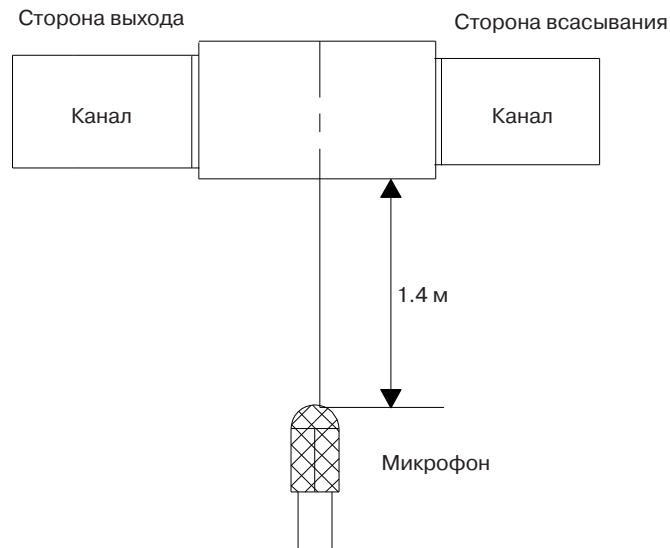 Сторона выхода
Сторона всасывания
Канал
Канал
1.4 м
Микрофон